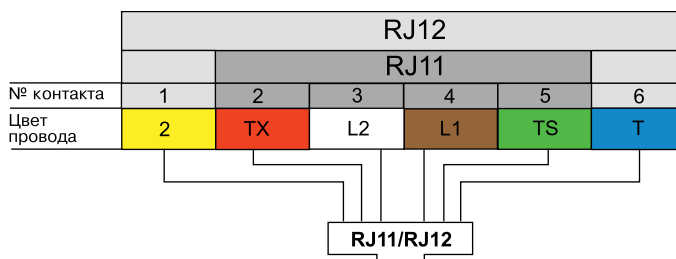 RJ12
RJ11
№ контакта 1 2 3 4 5 6
Цвет
провода 2 TX L2 L1 TS T
RJ11/RJ12